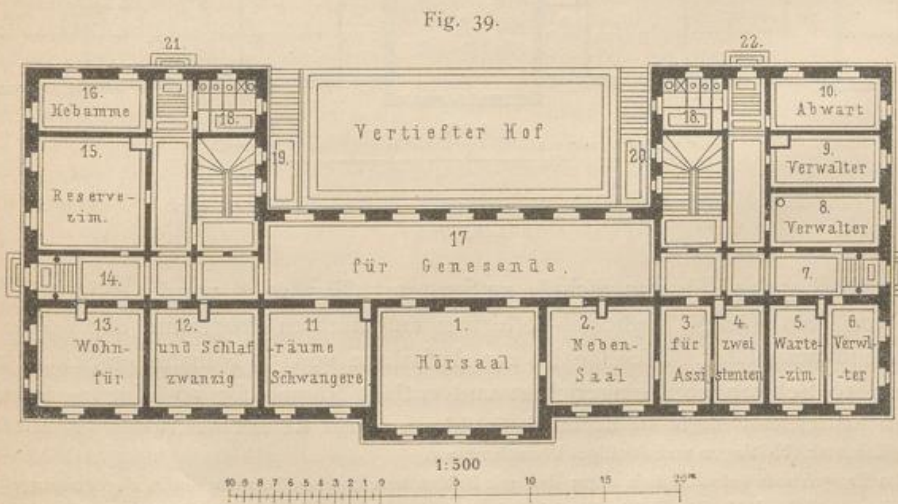 Fig. 39.
21.
22.
16.
Hebamme
18.
Vertiefter Hof
18.
10.
Abwart
15.
Reserve-
zim.
19.
20.
9.
Verwalter
8.
Verwalter
17
für Genesende.
14.
7.
13.
Wohn-
für
12.
und Schlaf
zwanzig
11
-räume
Schwangere
1.
Hörsaal
2.
Neben-
Saal
3.
für
Assi
4.
zwei
stenten
5.
Warte-
-zim.
6.
Verwl-
ter
1:500
10 9 8 7 6 5 4 3 2 1 0 5 10 15 20m